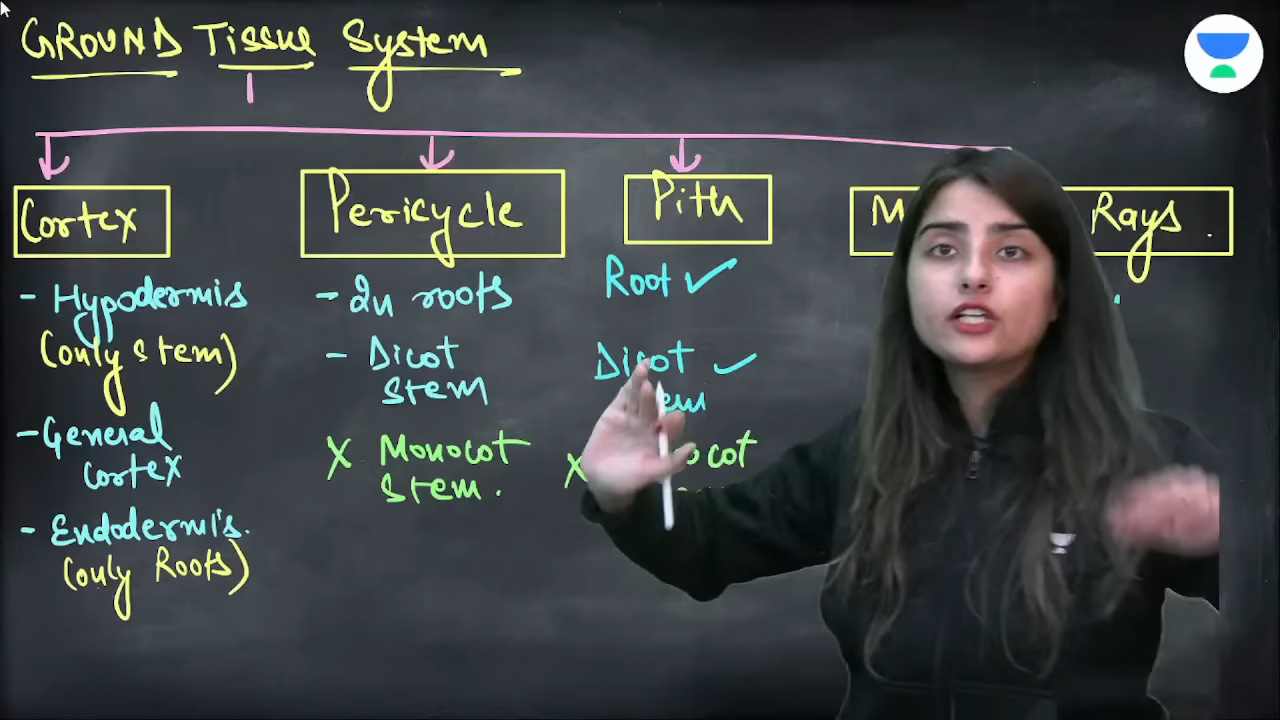 GROUND Tissue System
Cortex
- Hypodermis
(only stem)
- General
cortex
- Endodermis.
(only Roots)
Pericycle
- In roots
- Dicot
stem
X Monocot
stem.
Pith
Root ✓
Dicot ✓
X
Rays .